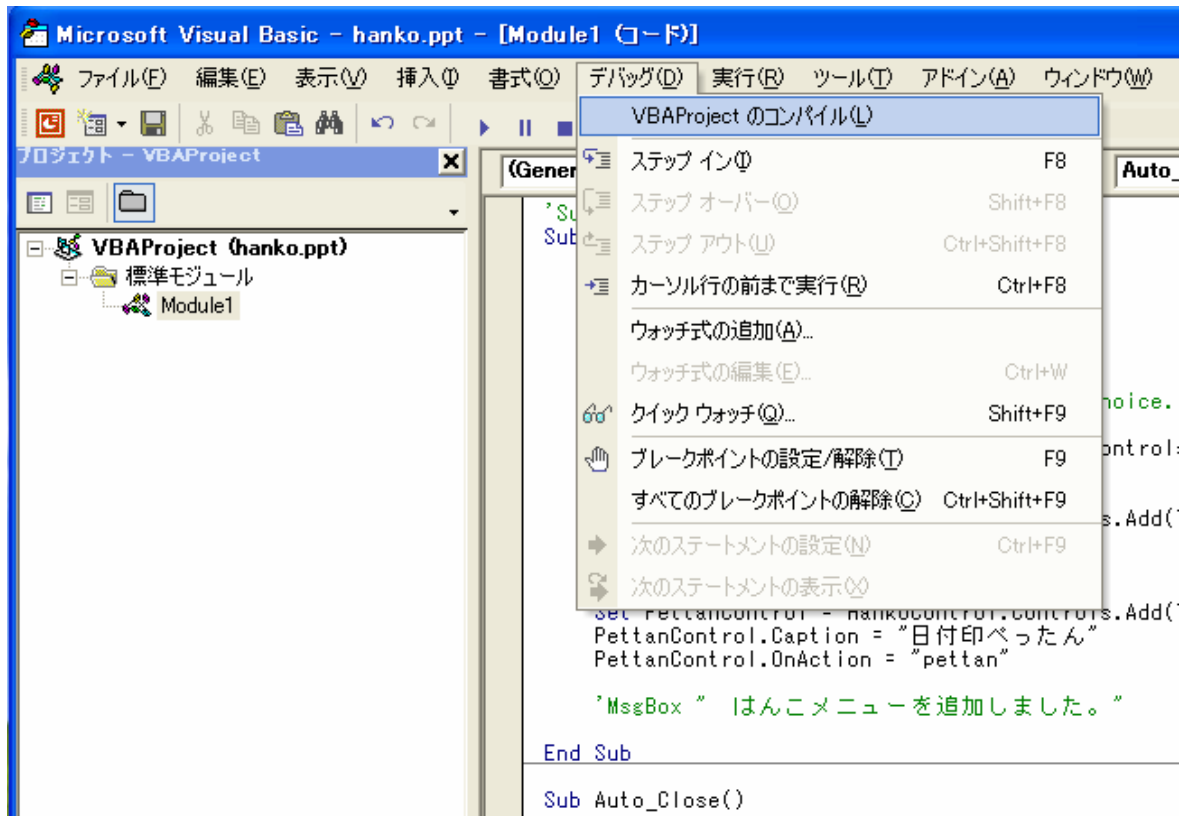 Microsoft Visual Basic - hanko.ppt - [Module1 (コード)]
ファイル(F) 編集(E) 表示(V) 挿入(I) 書式(O) デバッグ(D) 実行(R) ツール(T) アドイン(A) ウィンドウ(W)
プロジェクト - VBAProject
VBAProject (hanko.ppt)
標準モジュール
Module1
VBAProject のコンパイル(L)
ステップ イン(I) F8
ステップ オーバー(O) Shift+F8
ステップ アウト(U) Ctrl+Shift+F8
カーソル行の前まで実行(R) Ctrl+F8
ウォッチ式の追加(A)...
ウォッチ式の編集(E)... Ctrl+W
クイック ウォッチ(Q)... Shift+F9
ブレークポイントの設定/解除(T) F9
すべてのブレークポイントの解除(C) Ctrl+Shift+F9
次のステートメントの設定(N) Ctrl+F9
次のステートメントの表示(X)
(Gener
Auto_
'Su
Sub
hoice.
ontrol
s.Add(
Set PettanControl = HankoControl.Controls.Add(
PettanControl.Caption = "日付印ぺったん"
PettanControl.OnAction = "pettan"
'MsgBox " はんこメニューを追加しました。"
End Sub
Sub Auto_Close()